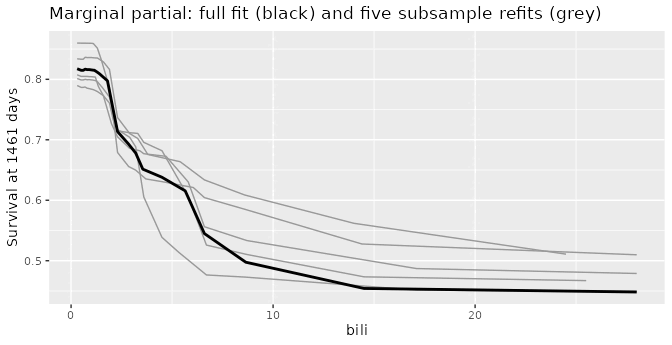 Marginal partial: full fit (black) and five subsample refits (grey)
Survival at 1461 days
0.8
0.7
0.6
0.5
0
10
20
bili